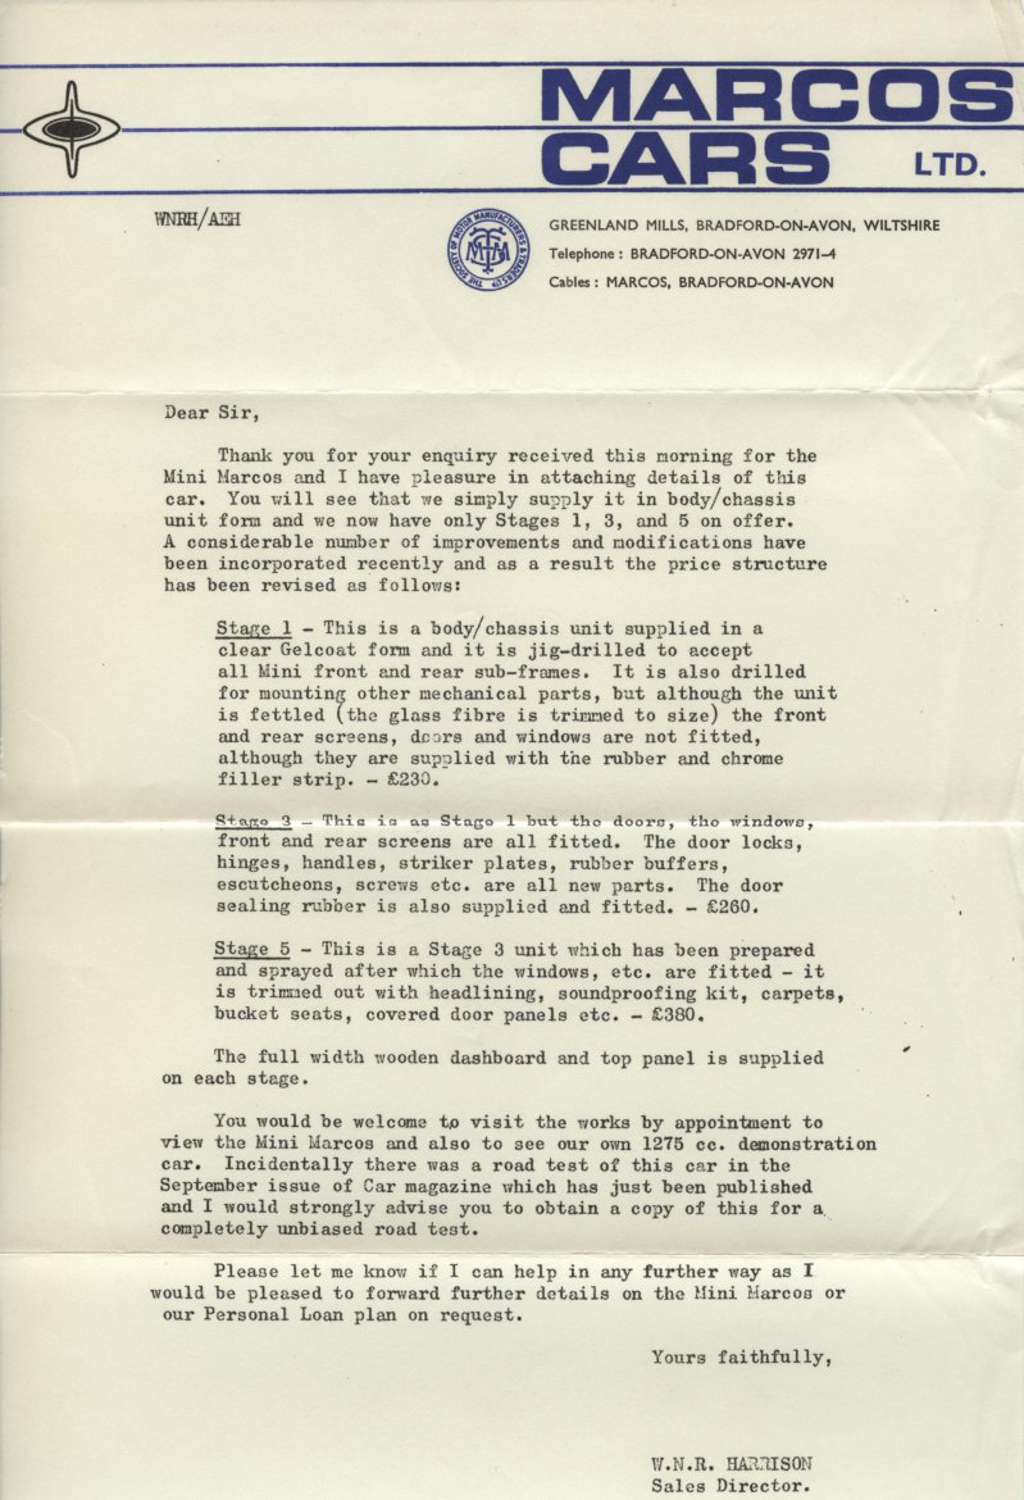 MARCOS
CARS LTD.
WNRH/AEH
THE SOCIETY OF MOTOR MANUFACTURERS & TRADERS LTD
SMMT
GREENLAND MILLS, BRADFORD-ON-AVON, WILTSHIRE
Telephone : BRADFORD-ON-AVON 2971-4
Cables : MARCOS, BRADFORD-ON-AVON
Dear Sir,
Thank you for your enquiry received this morning for the
Mini Marcos and I have pleasure in attaching details of this
car. You will see that we simply supply it in body/chassis
unit form and we now have only Stages 1, 3, and 5 on offer.
A considerable number of improvements and modifications have
been incorporated recently and as a result the price structure
has been revised as follows:
Stage 1 - This is a body/chassis unit supplied in a
clear Gelcoat form and it is jig-drilled to accept
all Mini front and rear sub-frames. It is also drilled
for mounting other mechanical parts, but although the unit
is fettled (the glass fibre is trimmed to size) the front
and rear screens, doors and windows are not fitted,
although they are supplied with the rubber and chrome
filler strip. - £230.
Stage 3 - This is as Stage 1 but the doors, the windows,
front and rear screens are all fitted. The door locks,
hinges, handles, striker plates, rubber buffers,
escutcheons, screws etc. are all new parts. The door
sealing rubber is also supplied and fitted. - £260.
Stage 5 - This is a Stage 3 unit which has been prepared
and sprayed after which the windows, etc. are fitted - it
is trimmed out with headlining, soundproofing kit, carpets,
bucket seats, covered door panels etc. - £380.
The full width wooden dashboard and top panel is supplied
on each stage.
You would be welcome to visit the works by appointment to
view the Mini Marcos and also to see our own 1275 cc. demonstration
car. Incidentally there was a road test of this car in the
September issue of Car magazine which has just been published
and I would strongly advise you to obtain a copy of this for a
completely unbiased road test.
Please let me know if I can help in any further way as I
would be pleased to forward further details on the Mini Marcos or
our Personal Loan plan on request.
Yours faithfully,
W.N.R. HARRISON
Sales Director.